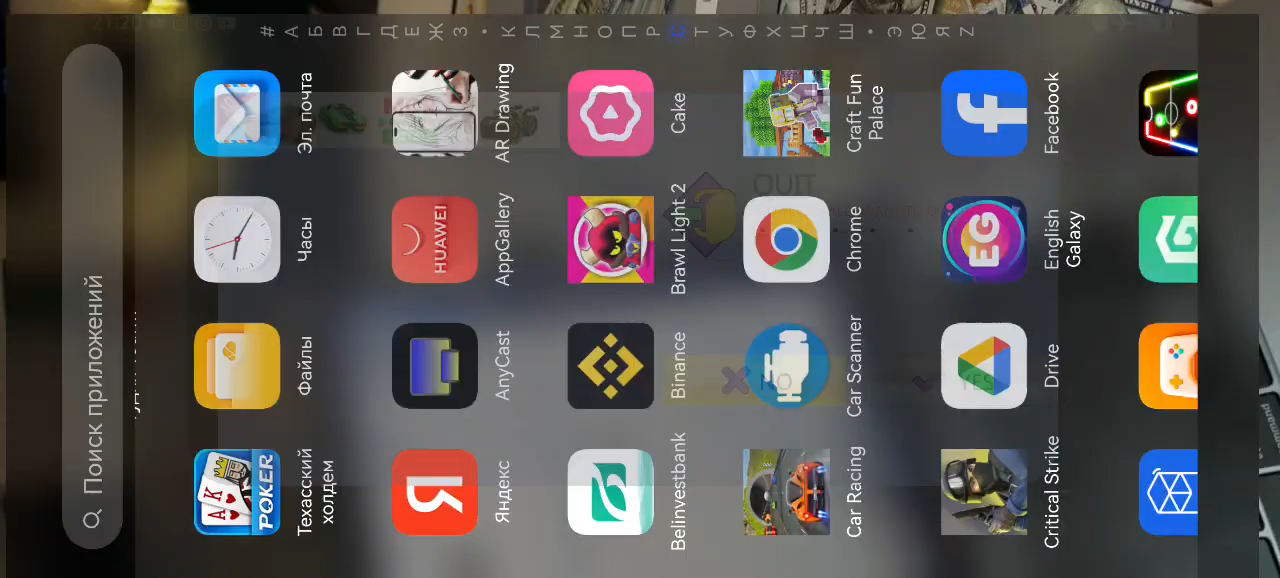 Поиск приложений
POKER
Техасский
холдем
Файлы
Часы
Эл. почта
Яндекс
AnyCast
HUAWEI
AppGallery
AR Drawing
Belinvestbank
Binance
Brawl Light 2
Cake
Car Racing
Car Scanner
Chrome
Craft Fun
Palace
Critical Strike
Drive
EG
English
Galaxy
Facebook
#
А
Б
В
Г
Д
Е
Ж
З
•
К
Л
М
Н
О
П
Р
С
Т
У
Ф
Х
Ц
Ч
Ш
•
Э
Ю
Я
Z
QUIT
NO
YES